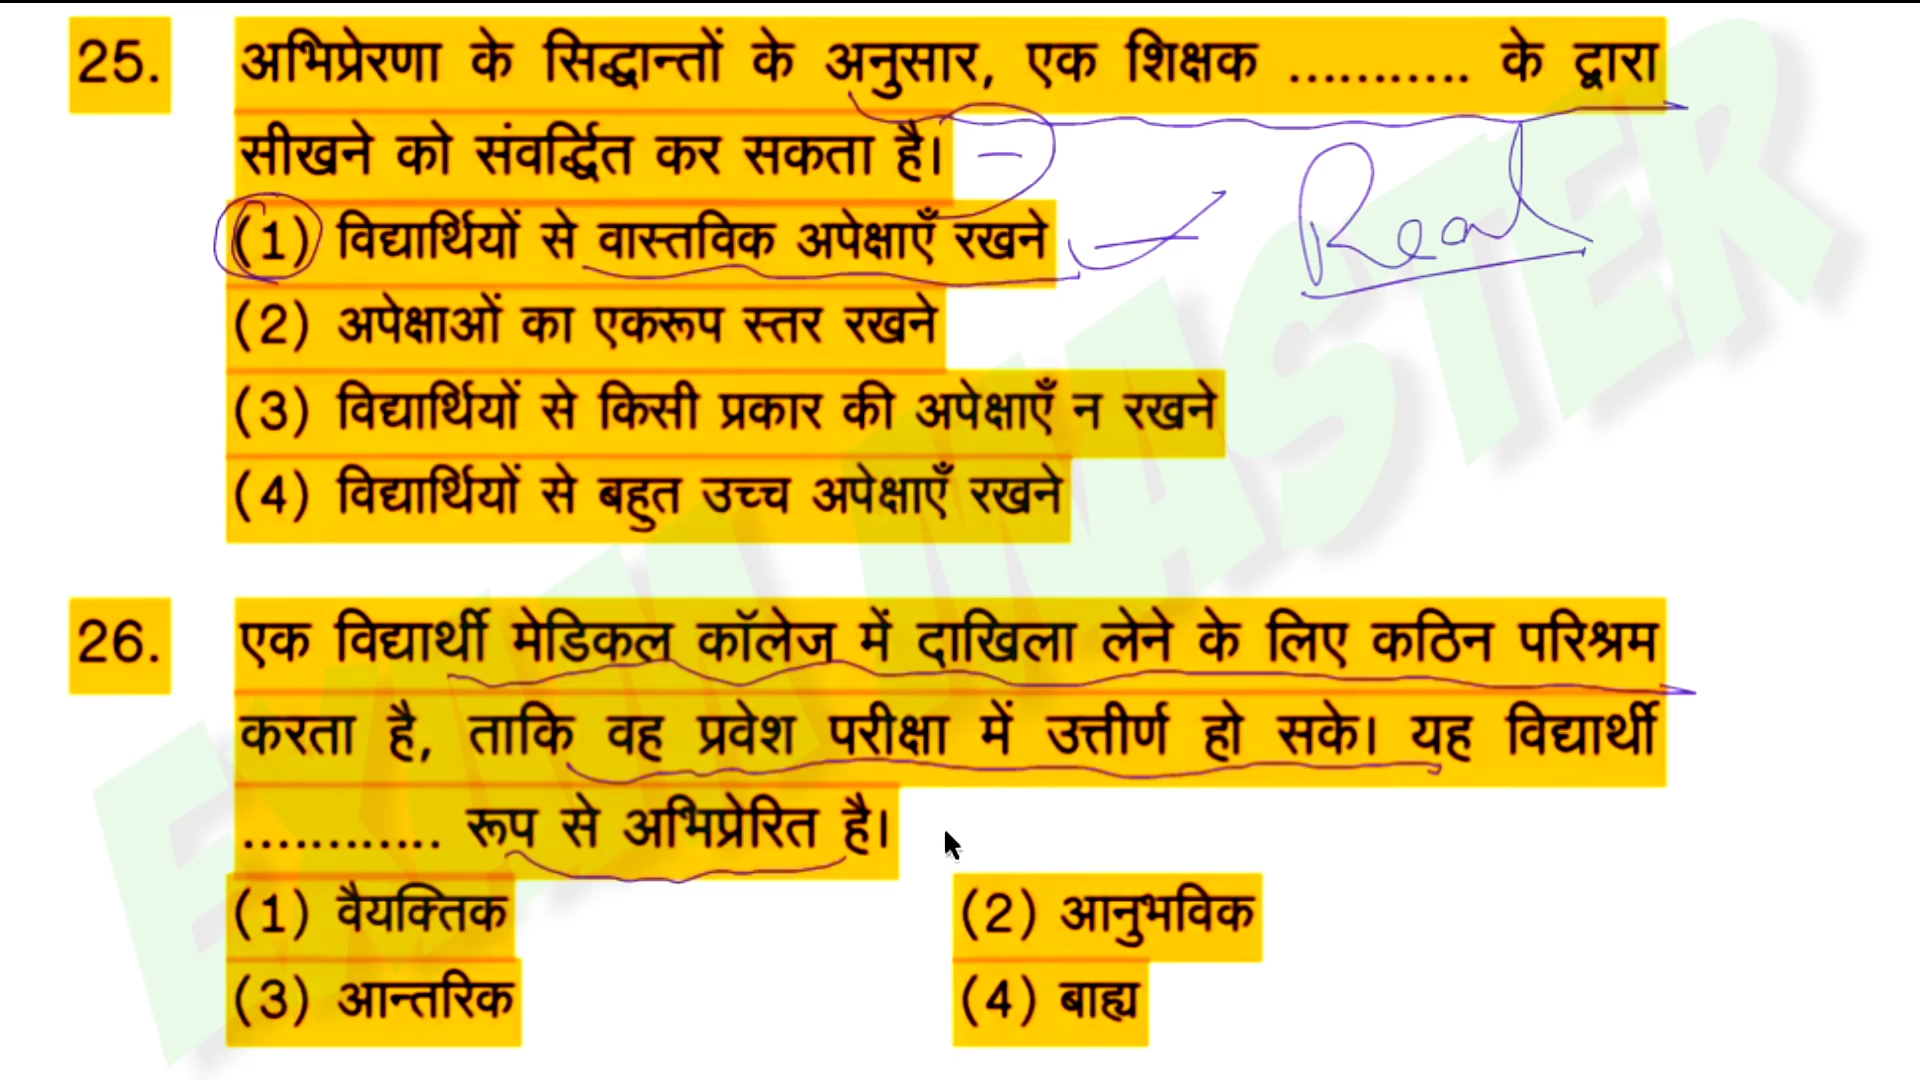 25. अभिप्रेरणा के सिद्धान्तों के अनुसार, एक शिक्षक ............ के द्वारा
सीखने को संवर्द्धित कर सकता है।
(1) विद्यार्थियों से वास्तविक अपेक्षाएँ रखने
Real
(2) अपेक्षाओं का एकरूप स्तर रखने
(3) विद्यार्थियों से किसी प्रकार की अपेक्षाएँ न रखने
(4) विद्यार्थियों से बहुत उच्च अपेक्षाएँ रखने
26. एक विद्यार्थी मेडिकल कॉलेज में दाखिला लेने के लिए कठिन परिश्रम
करता है, ताकि वह प्रवेश परीक्षा में उत्तीर्ण हो सके। यह विद्यार्थी
............. रूप से अभिप्रेरित है।
(1) वैयक्तिक (2) आनुभविक
(3) आन्तरिक (4) बाह्य
EXAM MASTER